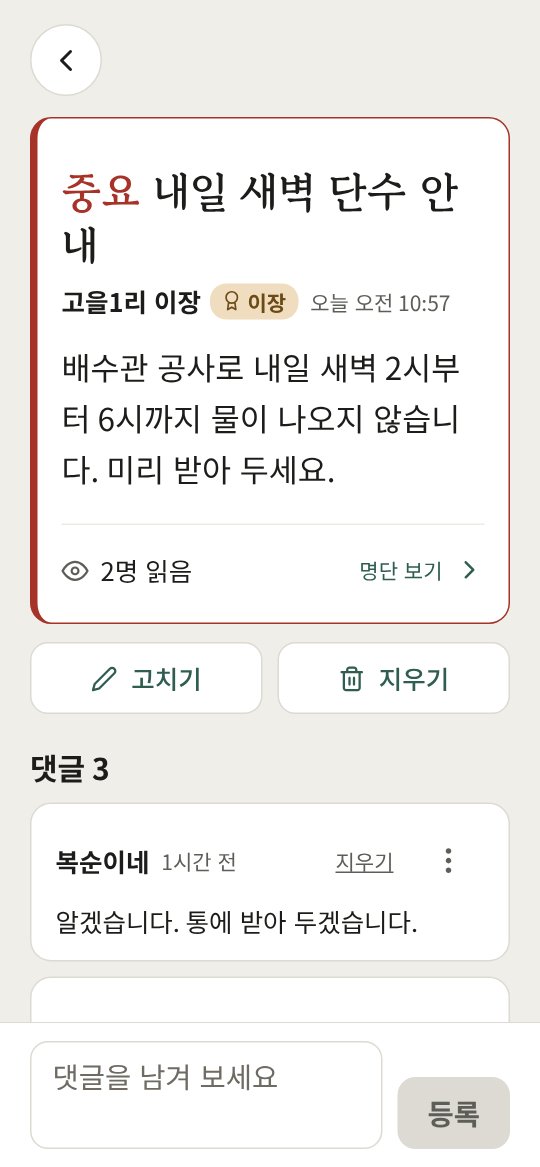 중요 내일 새벽 단수 안
내
고을1리 이장 이장 오늘 오전 10:57
배수관 공사로 내일 새벽 2시부
터 6시까지 물이 나오지 않습니
다. 미리 받아 두세요.
2명 읽음 명단 보기
고치기 지우기
댓글 3
복순이네 1시간 전 지우기
알겠습니다. 통에 받아 두겠습니다.
댓글을 남겨 보세요
등록